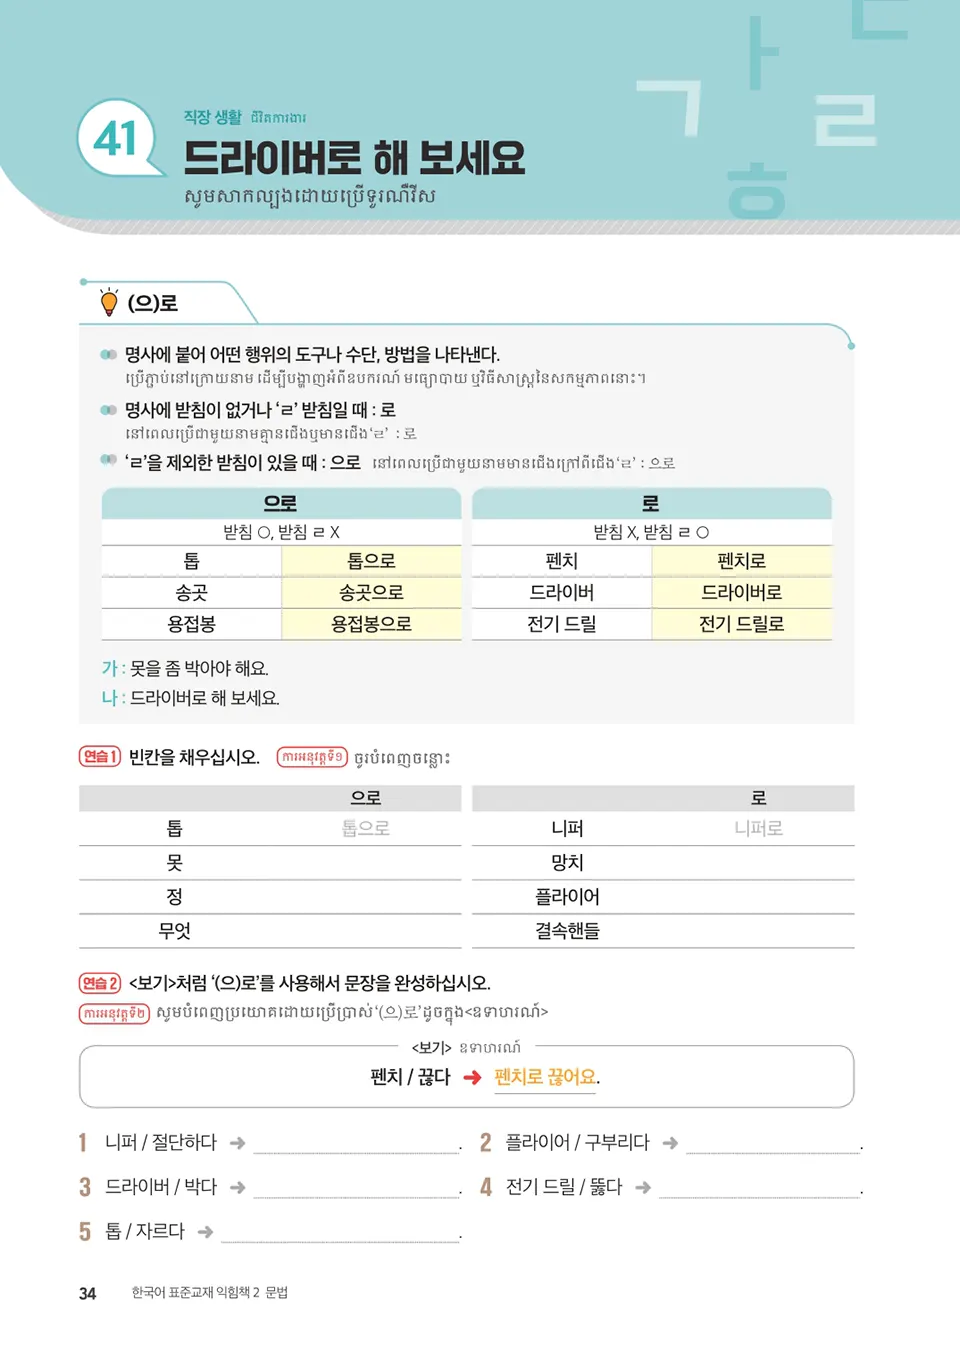 41
직장 생활 ជីវិតការងារ
드라이버로 해 보세요
សូមសាកល្បងដោយប្រើទួរណឺវីស
(으)로
명사에 붙어 어떤 행위의 도구나 수단, 방법을 나타낸다.
ប្រើភ្ជាប់នៅក្រោយនាម ដើម្បីបង្ហាញអំពីឧបករណ៍ មធ្យោបាយ ឬវិធីសាស្ត្រនៃសកម្មភាពនោះ។
명사에 받침이 없거나 ‘ㄹ’ 받침일 때 : 로
នៅពេលប្រើជាមួយនាមគ្មានជើងឬមានជើង‘ㄹ’ : 로
‘ㄹ’을 제외한 받침이 있을 때 : 으로 នៅពេលប្រើជាមួយនាមមានជើងក្រៅពីជើង‘ㄹ’ : 으로
으로 로
받침 O, 받침 ㄹ X 받침 X, 받침 ㄹ O
톱 톱으로 펜치 펜치로
송곳 송곳으로 드라이버 드라이버로
용접봉 용접봉으로 전기 드릴 전기 드릴로
가 : 못을 좀 박아야 해요.
나 : 드라이버로 해 보세요.
연습 1 빈칸을 채우십시오. ការអនុវត្តទី១ ចូរបំពេញចន្លោះ
으로 로
톱 톱으로 니퍼 니퍼로
못 망치
정 플라이어
무엇 결속핸들
연습 2 <보기>처럼 ‘(으)로’를 사용해서 문장을 완성하십시오.
ការអនុវត្តទី២ សូមបំពេញប្រយោគដោយប្រើប្រាស់‘(으)로’ដូចក្នុង<ឧទាហរណ៍>
<보기> ឧទាហរណ៍
펜치 / 끊다 ➜ 펜치로 끊어요.
1 니퍼 / 절단하다 ➜ . 2 플라이어 / 구부리다 ➜ .
3 드라이버 / 박다 ➜ . 4 전기 드릴 / 뚫다 ➜ .
5 톱 / 자르다 ➜ .
34 한국어 표준교재 익힘책 2 문법